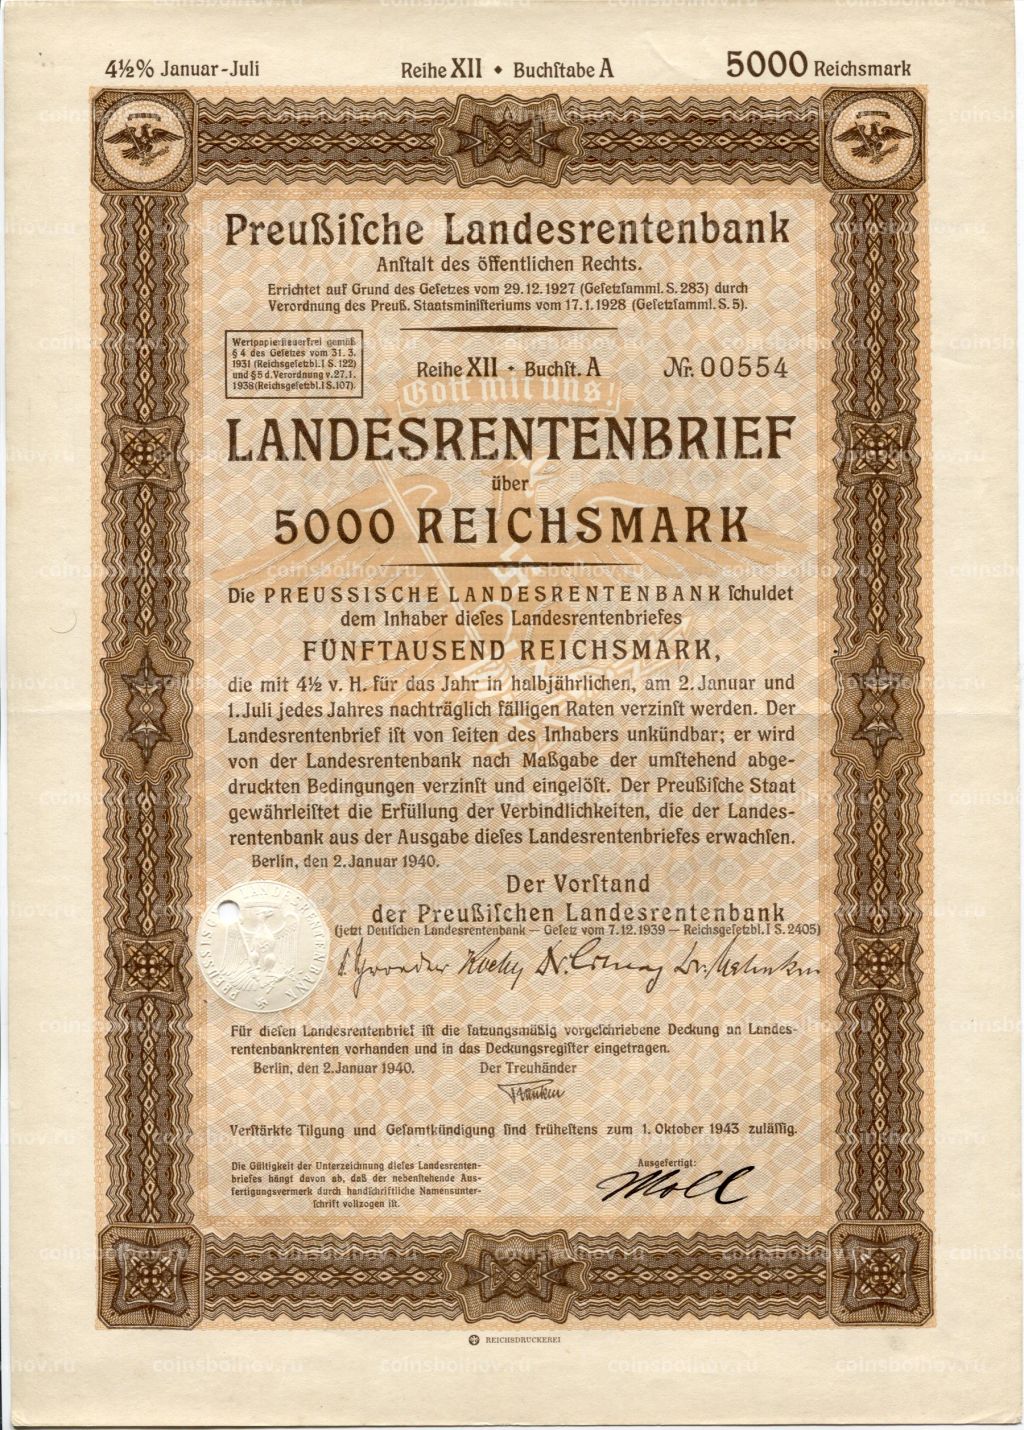 4½% Januar-Juli
Reihe XII • Buchſtabe A
5000 Reichsmark
Preußiſche Landesrentenbank
Anſtalt des öffentlichen Rechts.
Errichtet auf Grund des Geſetzes vom 29.12.1927 (Geſetzſamml. S. 283) durch
Verordnung des Preuß. Staatsminiſteriums vom 17.1.1928 (Geſetzſamml. S. 5).
Wertpapierſteuerfrei gemäß
§ 4 des Geſetzes vom 31. 3.
1931 (Reichsgeſetzbl. I S. 122)
und § 5 d. Verordnung v. 27.1.
1938 (Reichsgeſetzbl. I S. 107).
Reihe XII • Buchſt. A
Nr. 00554
Gott mit uns!
LANDESRENTENBRIEF
über
5000 REICHSMARK
Die PREUSSISCHE LANDESRENTENBANK ſchuldet
dem Inhaber dieſes Landesrentenbriefes
FÜNFTAUSEND REICHSMARK,
die mit 4½ v. H. für das Jahr in halbjährlichen, am 2. Januar und
1. Juli jedes Jahres nachträglich fälligen Raten verzinſt werden. Der
Landesrentenbrief iſt von ſeiten des Inhabers unkündbar; er wird
von der Landesrentenbank nach Maßgabe der umſtehend abge-
druckten Bedingungen verzinſt und eingelöſt. Der Preußiſche Staat
gewährleiſtet die Erfüllung der Verbindlichkeiten, die der Landes-
rentenbank aus der Ausgabe dieſes Landesrentenbriefes erwachſen.
Berlin, den 2. Januar 1940.
Der Vorſtand
der Preußiſchen Landesrentenbank
(jetzt Deutſchen Landesrentenbank — Geſetz vom 7.12.1939 — Reichsgeſetzbl. I S. 2405)
PREUSSISCHE LANDESRENTENBANK
Für dieſen Landesrentenbrief iſt die ſatzungsmäßig vorgeſchriebene Deckung an Landes-
rentenbankrenten vorhanden und in das Deckungsregiſter eingetragen.
Berlin, den 2. Januar 1940.
Der Treuhänder
Verſtärkte Tilgung und Geſamtkündigung ſind früheſtens zum 1. Oktober 1943 zuläſſig.
Die Gültigkeit der Unterzeichnung dieſes Landesrenten-
briefes hängt davon ab, daß der nebenſtehende Aus-
fertigungsvermerk durch handſchriftliche Namensunter-
ſchrift vollzogen iſt.
Ausgefertigt:
Moll
REICHSDRUCKEREI
coinsbolhov.ru